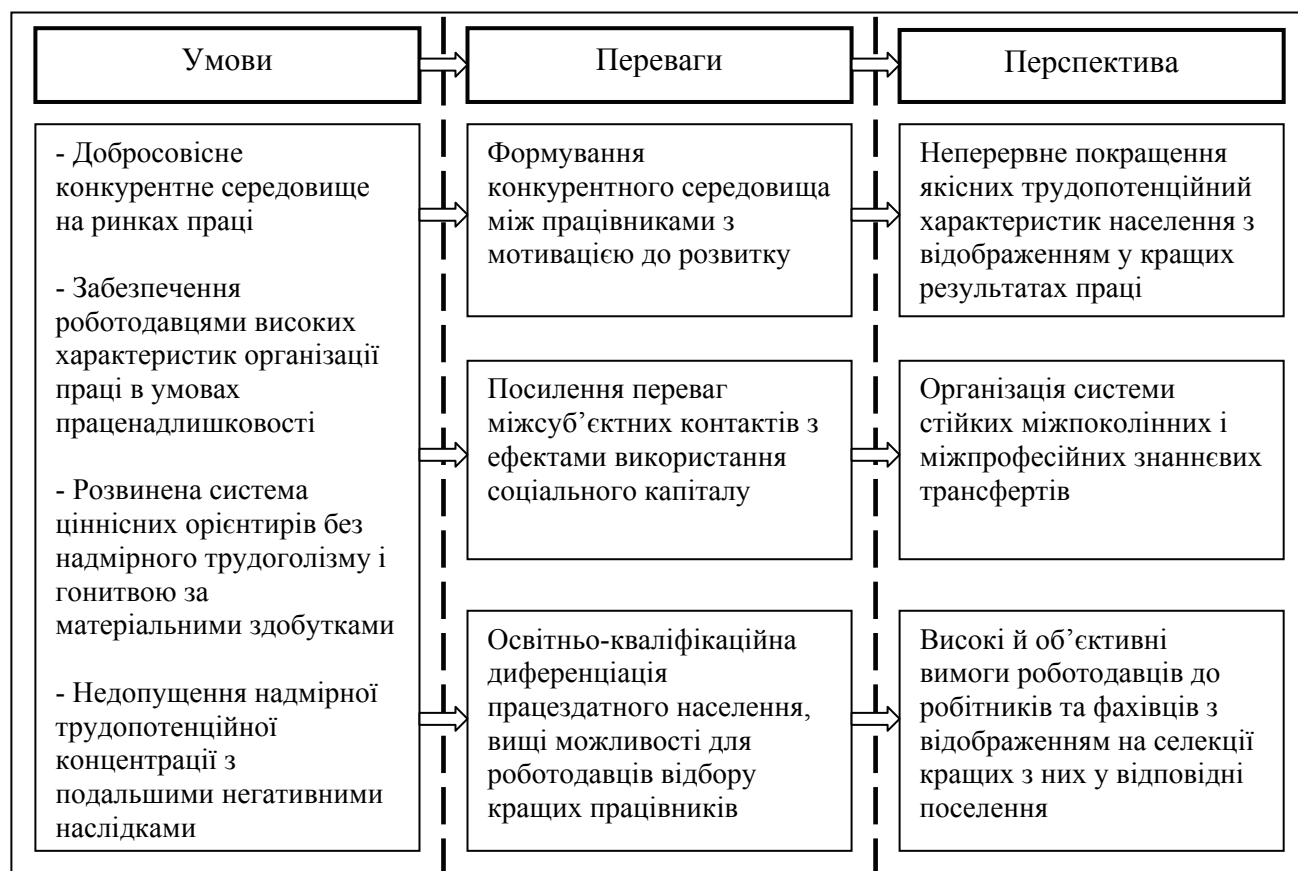 Умови
Переваги
Перспектива
- Добросовісне
конкурентне середовище
на ринках праці
- Забезпечення
роботодавцями високих
характеристик організації
праці в умовах
праценадлишковості
- Розвинена система
ціннісних орієнтирів без
надмірного трудоголізму і
гонитвою за
матеріальними здобутками
- Недопущення надмірної
трудопотенційної
концентрації з
подальшими негативними
наслідками
Формування
конкурентного середовища
між працівниками з
мотивацією до розвитку
Посилення переваг
міжсуб’єктних контактів з
ефектами використання
соціального капіталу
Освітньо-кваліфікаційна
диференціація
працездатного населення,
вищі можливості для
роботодавців відбору
кращих працівників
Неперервне покращення
якісних трудопотенційний
характеристик населення з
відображенням у кращих
результатах праці
Організація системи
стійких міжпоколінних і
міжпрофесійних знаннєвих
трансфертів
Високі й об’єктивні
вимоги роботодавців до
робітників та фахівців з
відображенням на селекції
кращих з них у відповідні
поселення